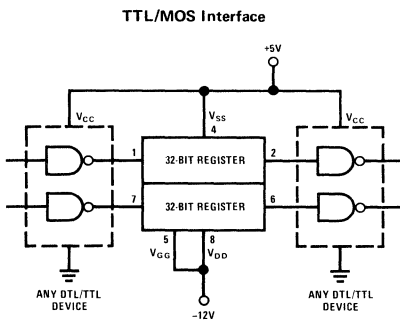 TTL/MOS Interface
+5V
VCC
VSS
VCC
4
1
32-BIT REGISTER
2
7
32-BIT REGISTER
6
5
8
VGG
VDD
ANY DTL/TTL
DEVICE
ANY DTL/TTL
DEVICE
–12V